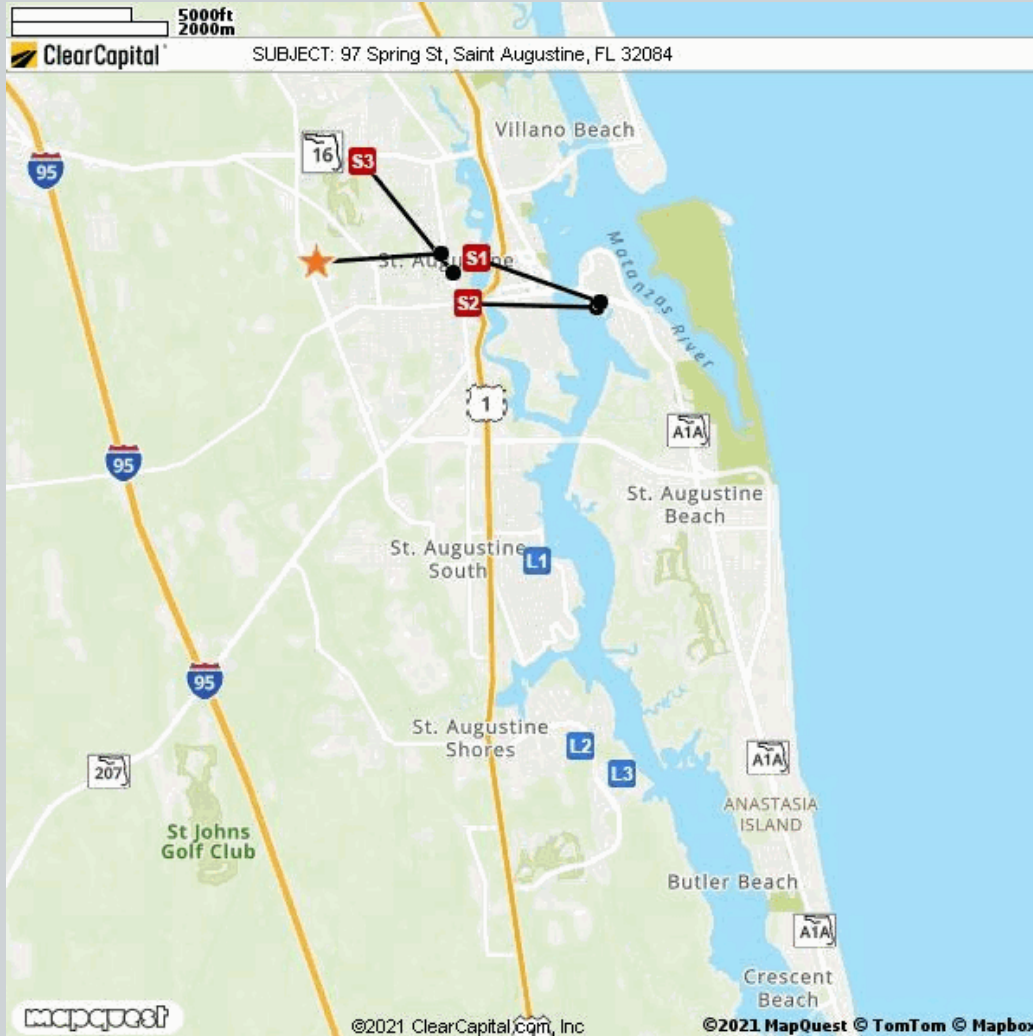 5000ft
2000m
ClearCapital
SUBJECT: 97 Spring St, Saint Augustine, FL 32084
Villano Beach
16
S3
95
St. Augustine
S1
Matanzas River
S2
1
A1A
95
St. Augustine
Beach
St. Augustine
South
L1
95
St. Augustine
Shores
L2
A1A
207
L3
ANASTASIA
ISLAND
St Johns
Golf Club
Butler Beach
A1A
Crescent
Beach
mapquest
©2021 ClearCapital.com, Inc
©2021 MapQuest © TomTom © Mapbox